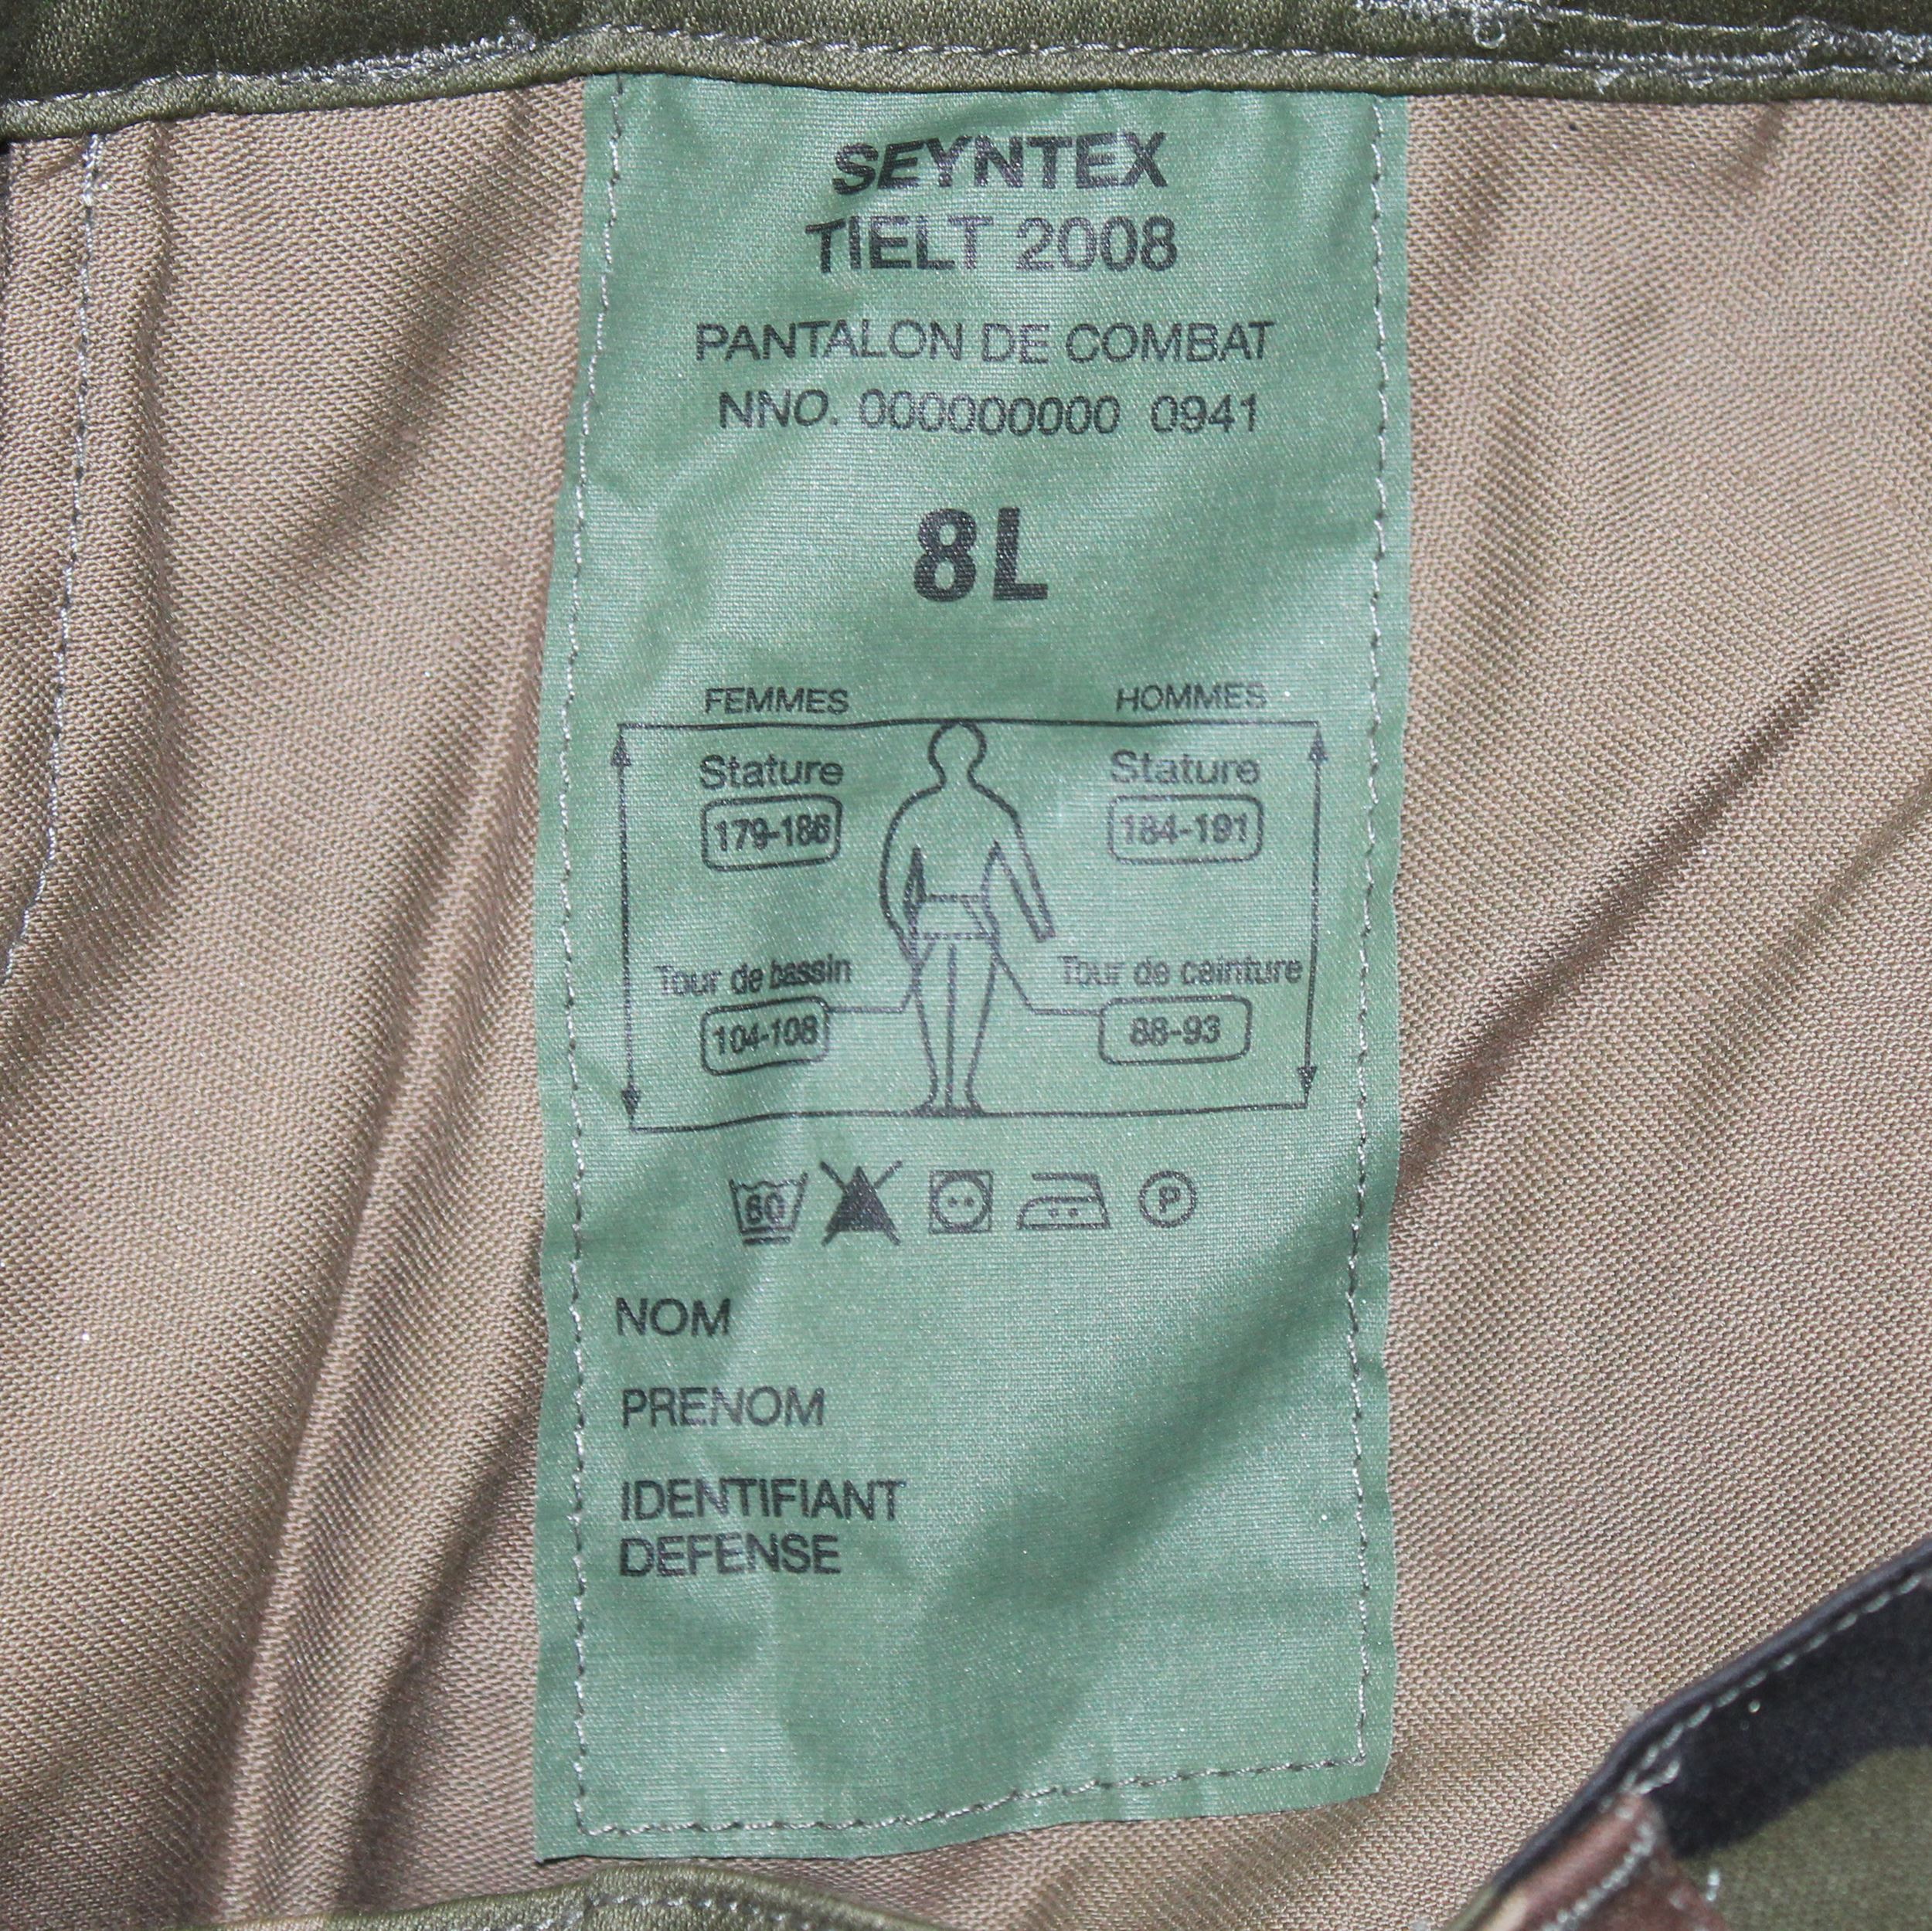 SEYNTEX
TIELT 2008
PANTALON DE COMBAT
NNO. 000000000 0941
8L
FEMMES HOMMES
Stature Stature
179-186 184-191
Tour de bassin Tour de ceinture
104-108 88-93
60 P
NOM
PRENOM
IDENTIFIANT
DEFENSE